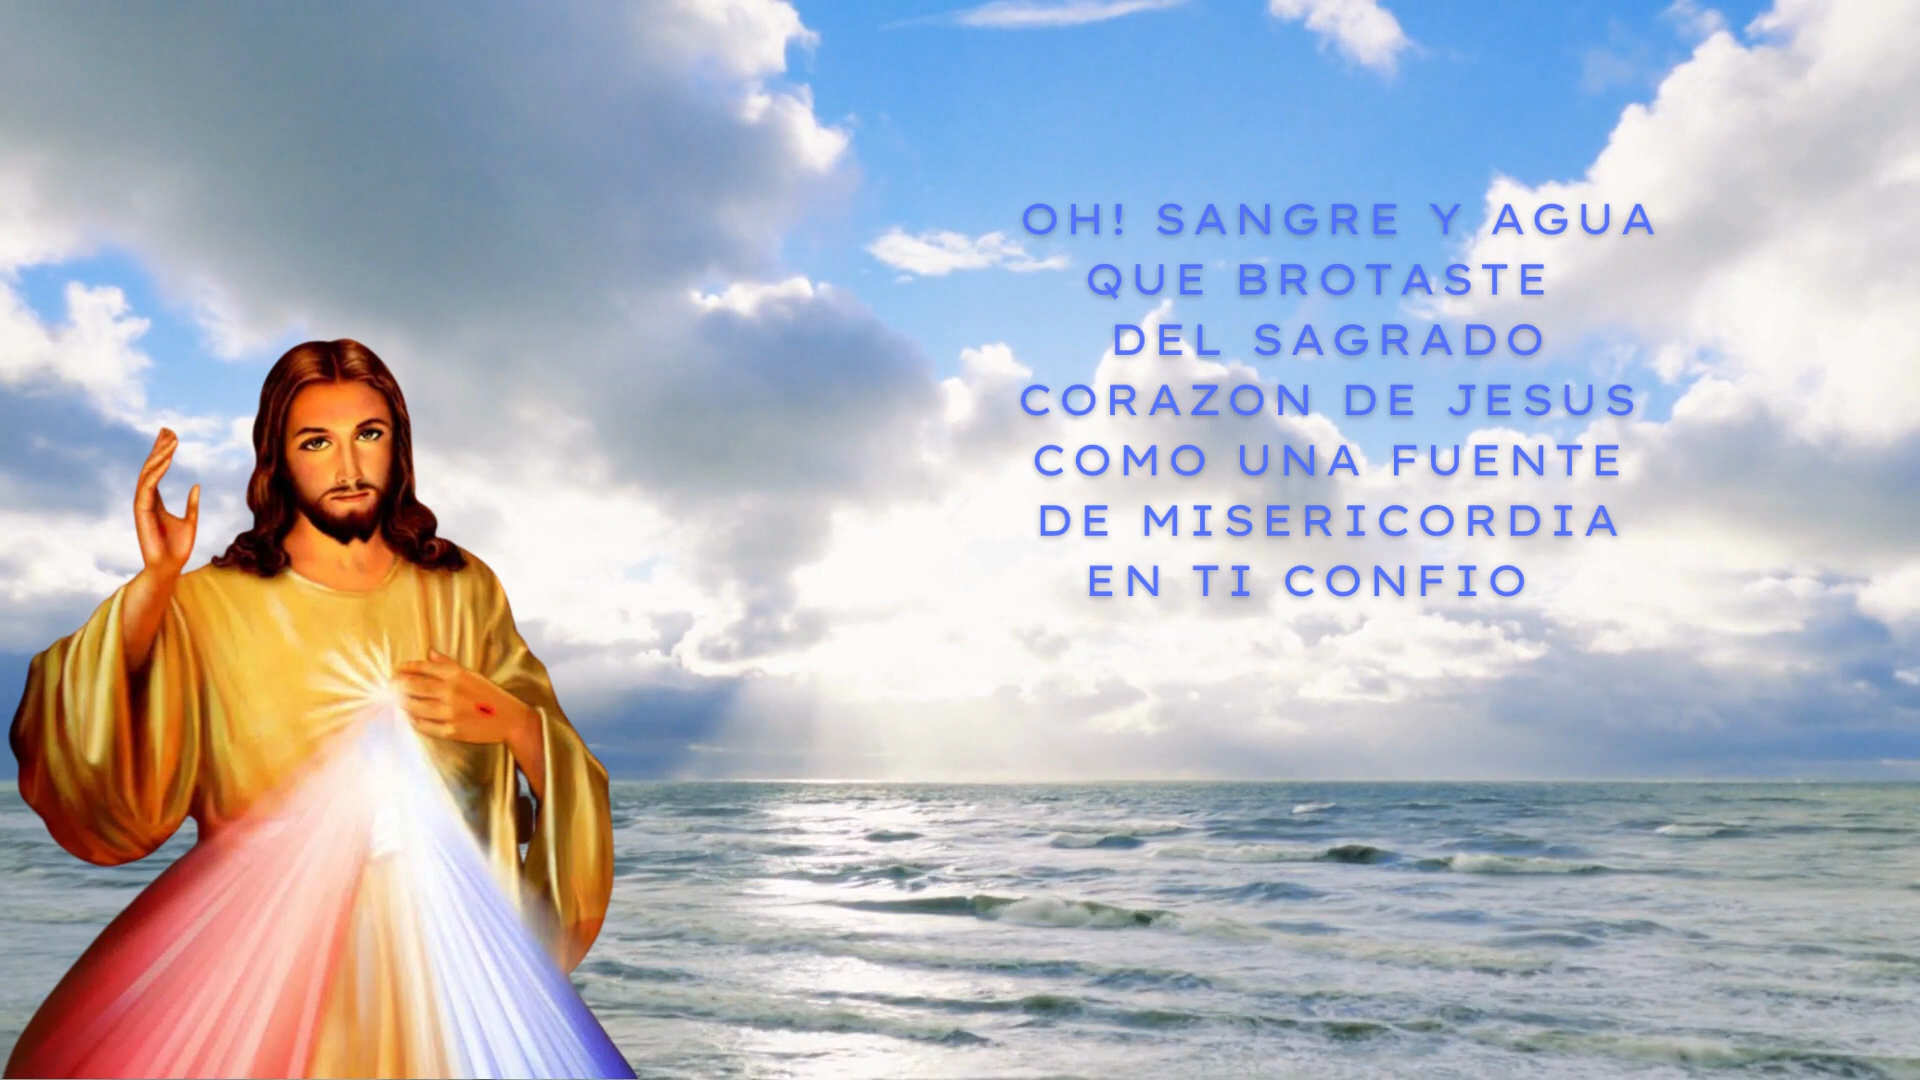 OH! SANGRE Y AGUA
QUE BROTASTE
DEL SAGRADO
CORAZON DE JESUS
COMO UNA FUENTE
DE MISERICORDIA
EN TI CONFIO